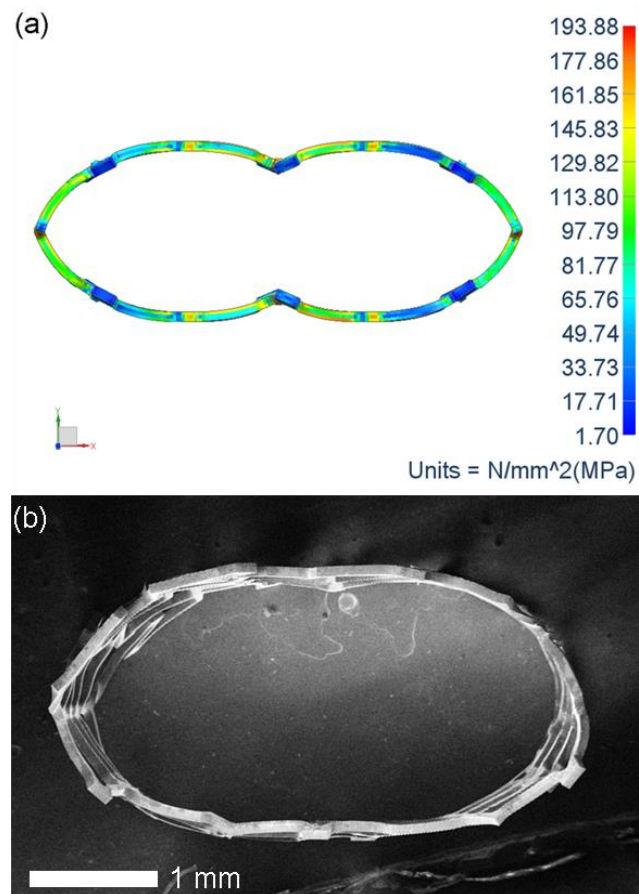 (a)
193.88
177.86
161.85
145.83
129.82
113.80
97.79
81.77
65.76
49.74
33.73
17.71
1.70
Y
X
Units = N/mm^2(MPa)
(b)
1 mm